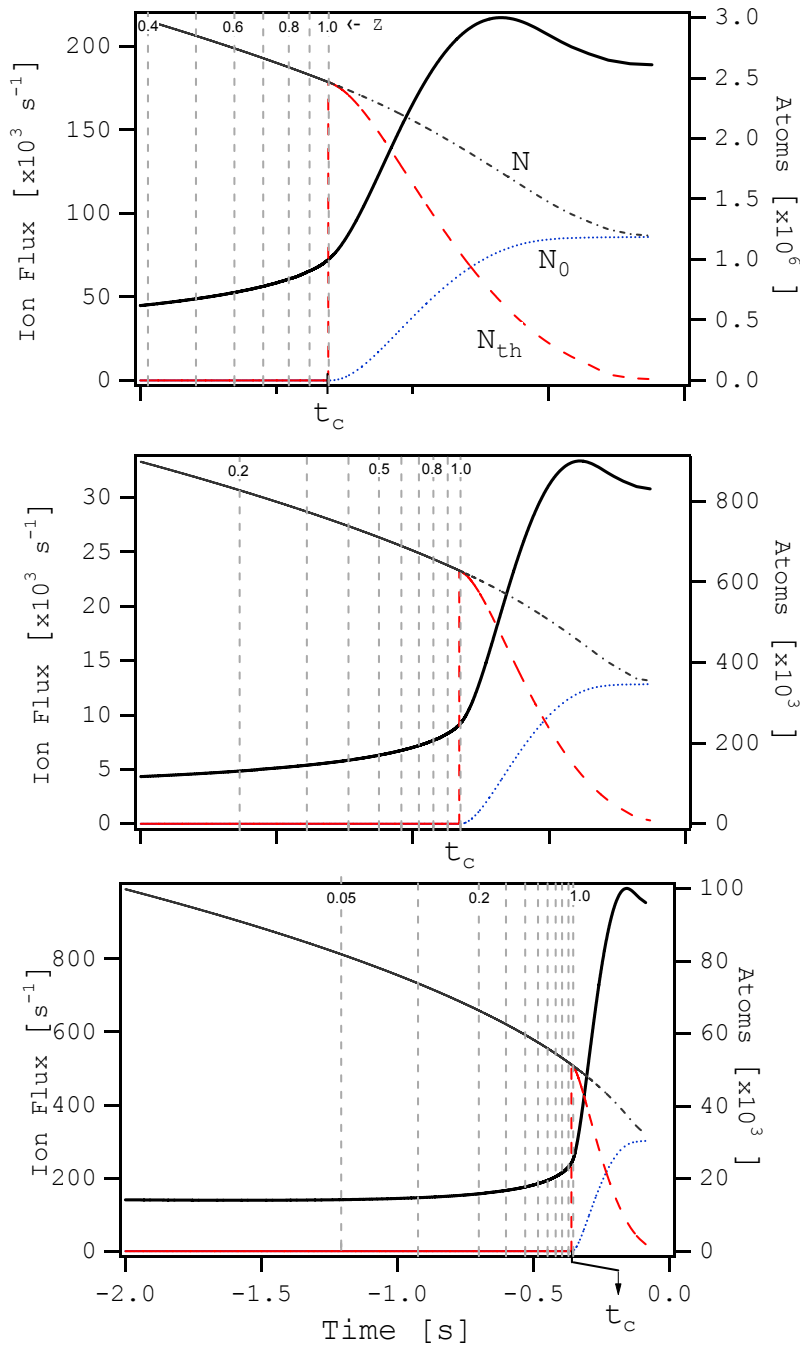 0.4 0.6 0.8 1.0 <- z
200 3.0
150 2.5
100 2.0
50 1.5
0 1.0
0.5
0.0
Ion Flux [x10³ s⁻¹]
Atoms [x10⁶]
N
N₀
Nₜₕ
t_c
0.2 0.5 0.8 1.0
30 800
25 600
20 400
15 200
10 0
5
0
Ion Flux [x10³ s⁻¹]
Atoms [x10³]
t_c
0.05 0.2 1.0
800 100
600 80
400 60
200 40
0 20
0
Ion Flux [s⁻¹]
Atoms [x10³]
-2.0 -1.5 -1.0 -0.5 0.0
t_c
Time [s]